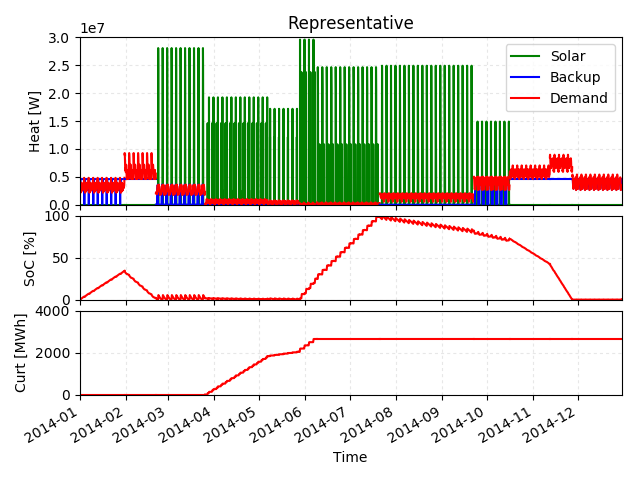 Representative
1e7
3.0
2.5
2.0
1.5
1.0
0.5
0.0
Heat [W]
Solar
Backup
Demand
100
50
0
SoC [%]
4000
2000
0
Curt [MWh]
2014-01
2014-02
2014-03
2014-04
2014-05
2014-06
2014-07
2014-08
2014-09
2014-10
2014-11
2014-12
Time